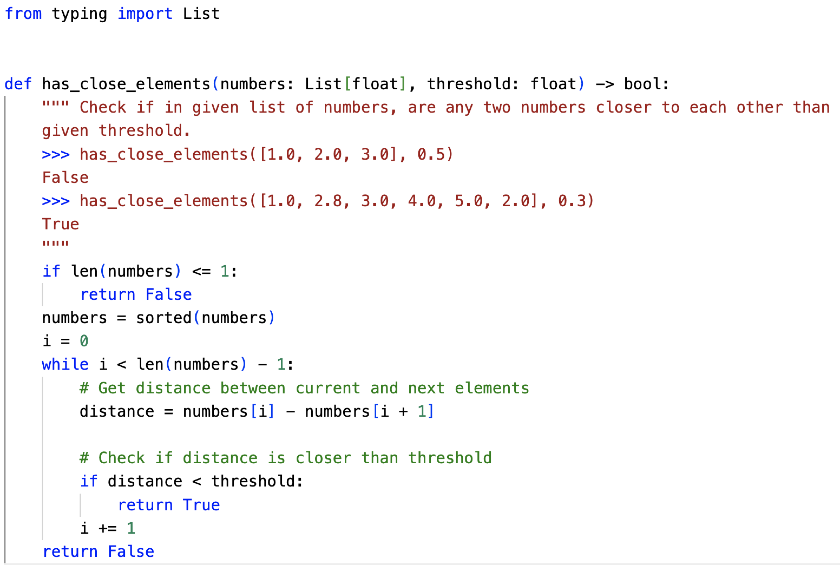 from typing import List
def has_close_elements(numbers: List[float], threshold: float) -> bool:
""" Check if in given list of numbers, are any two numbers closer to each other than
given threshold.
>>> has_close_elements([1.0, 2.0, 3.0], 0.5)
False
>>> has_close_elements([1.0, 2.8, 3.0, 4.0, 5.0, 2.0], 0.3)
True
"""
if len(numbers) <= 1:
return False
numbers = sorted(numbers)
i = 0
while i < len(numbers) - 1:
# Get distance between current and next elements
distance = numbers[i] - numbers[i + 1]
# Check if distance is closer than threshold
if distance < threshold:
return True
i += 1
return False